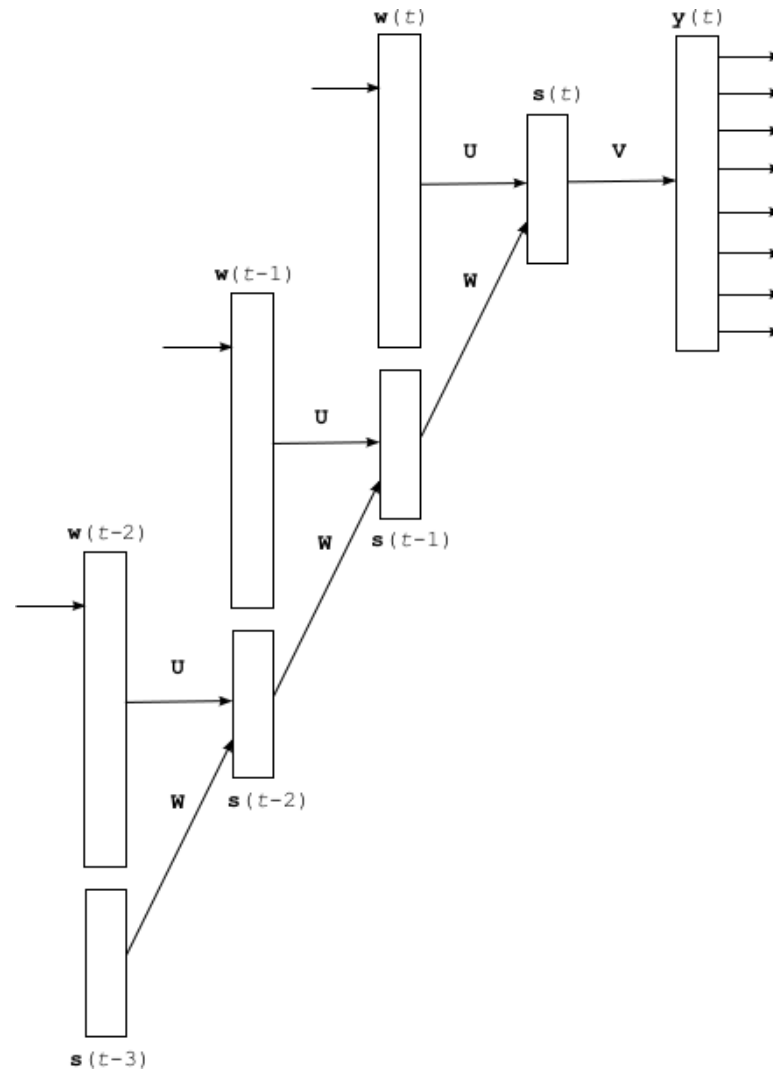 w(t)
y(t)
s(t)
U
V
W
w(t-1)
U
W
s(t-1)
w(t-2)
U
W
s(t-2)
s(t-3)